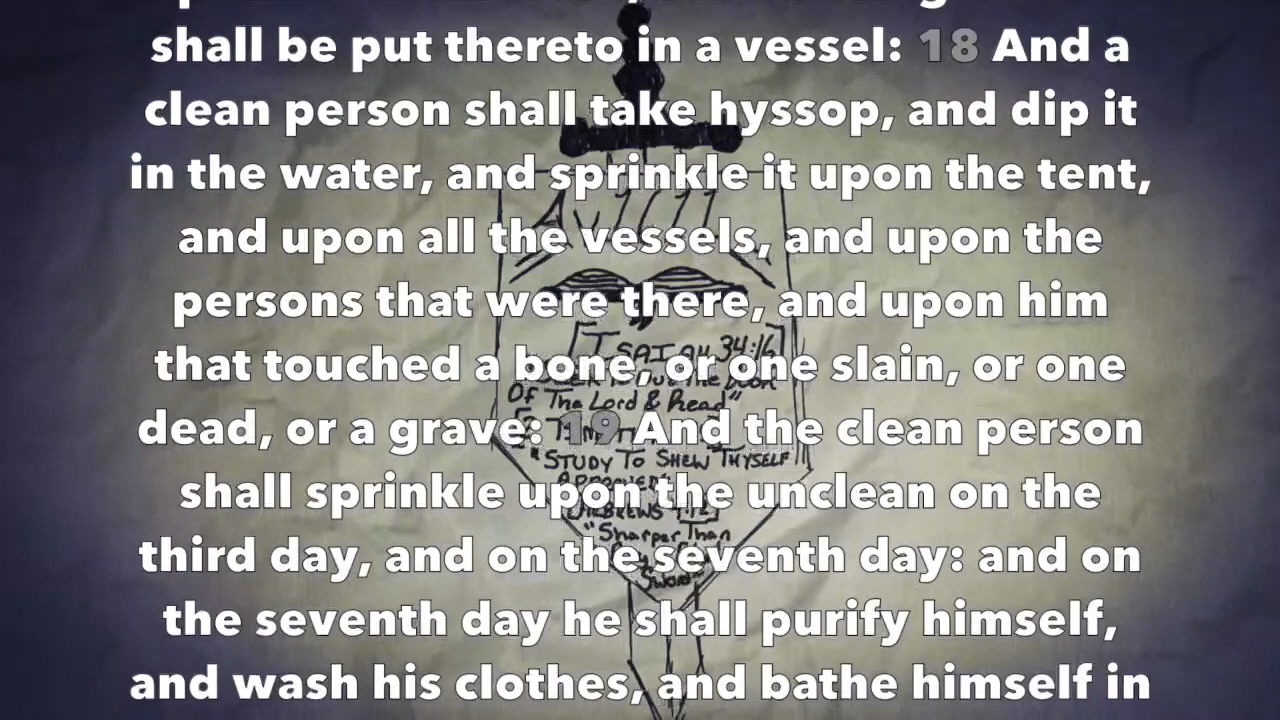 shall be put thereto in a vessel: 18 And a
clean person shall take hyssop, and dip it
in the water, and sprinkle it upon the tent,
and upon all the vessels, and upon the
persons that were there, and upon him
that touched a bone, or one slain, or one
dead, or a grave: 19 And the clean person
shall sprinkle upon the unclean on the
third day, and on the seventh day: and on
the seventh day he shall purify himself,
and wash his clothes, and bathe himself in
[ISAIAH 34:16]
Of The Lord & Read"
"STUDY TO SHEW THYSELF
"Sharper Than
Sword"